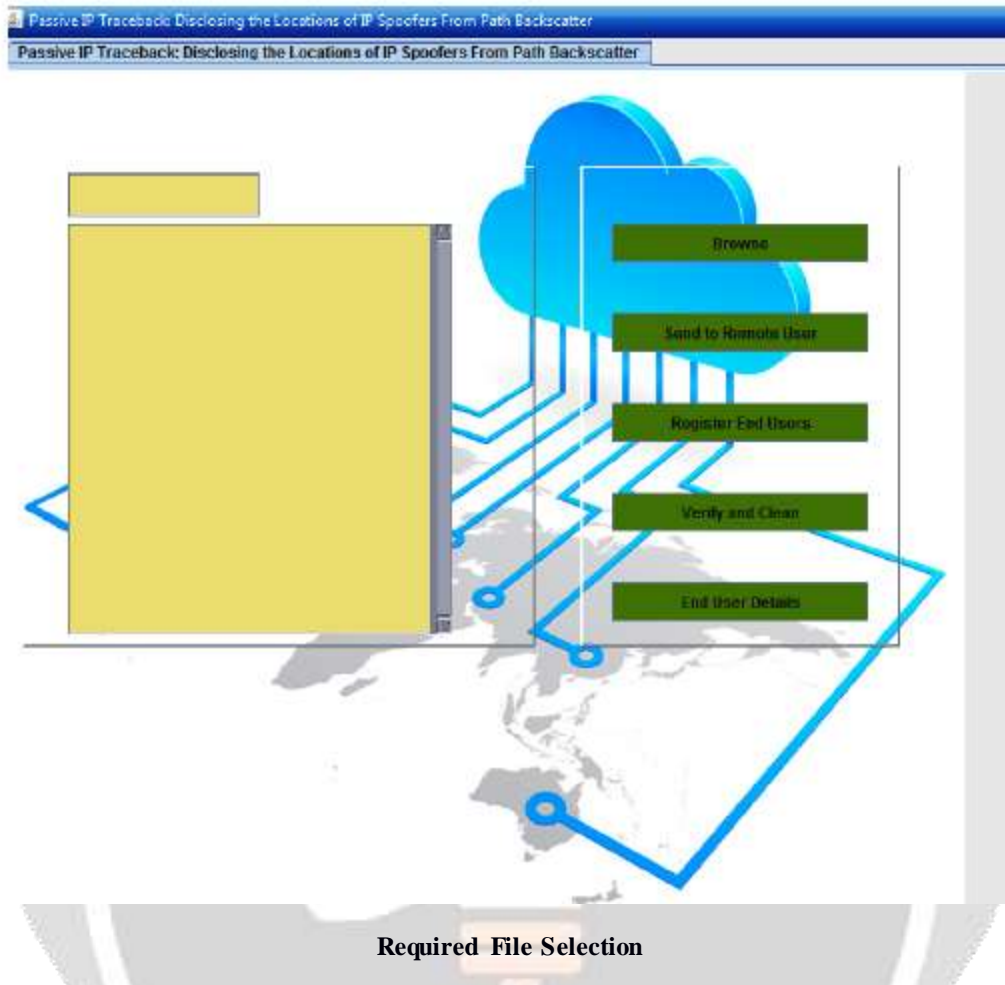 Passive IP Traceback: Disclosing the Locations of IP Spoofers From Path Backscatter
Passive IP Traceback: Disclosing the Locations of IP Spoofers From Path Backscatter
Browse
Send to Remote User
Register End Users
Verify and Clean
End User Details
Required File Selection